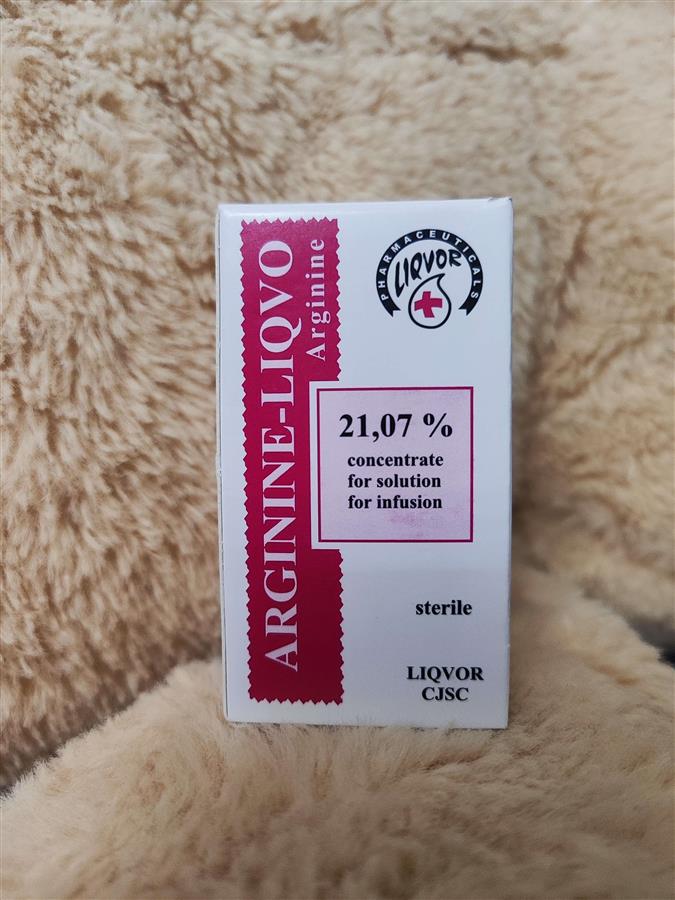 ARGININE-LIQVO
Arginine
PHARMACEUTICALS
LIQVOR
21,07 %
concentrate
for solution
for infusion
sterile
LIQVOR
CJSC